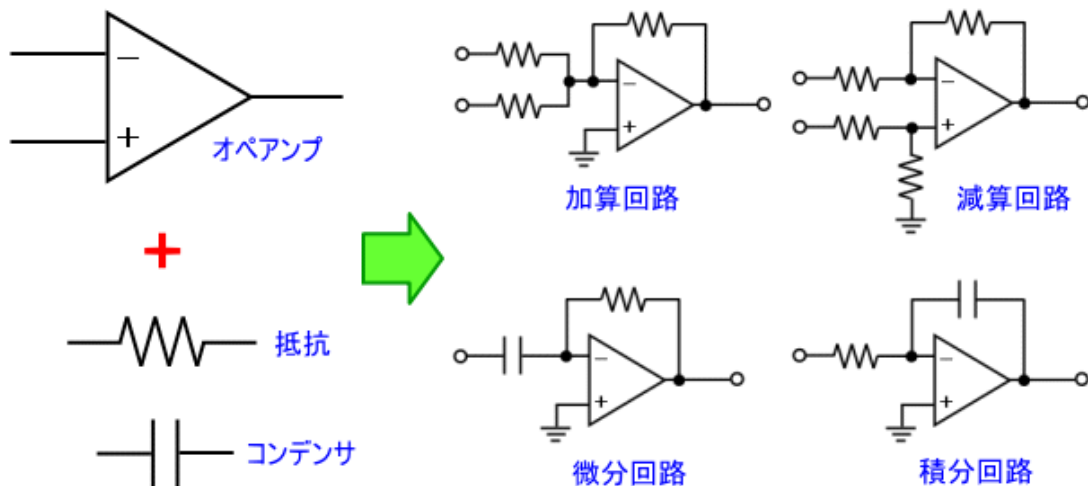 オペアンプ
+
抵抗
コンデンサ
加算回路
減算回路
微分回路
積分回路